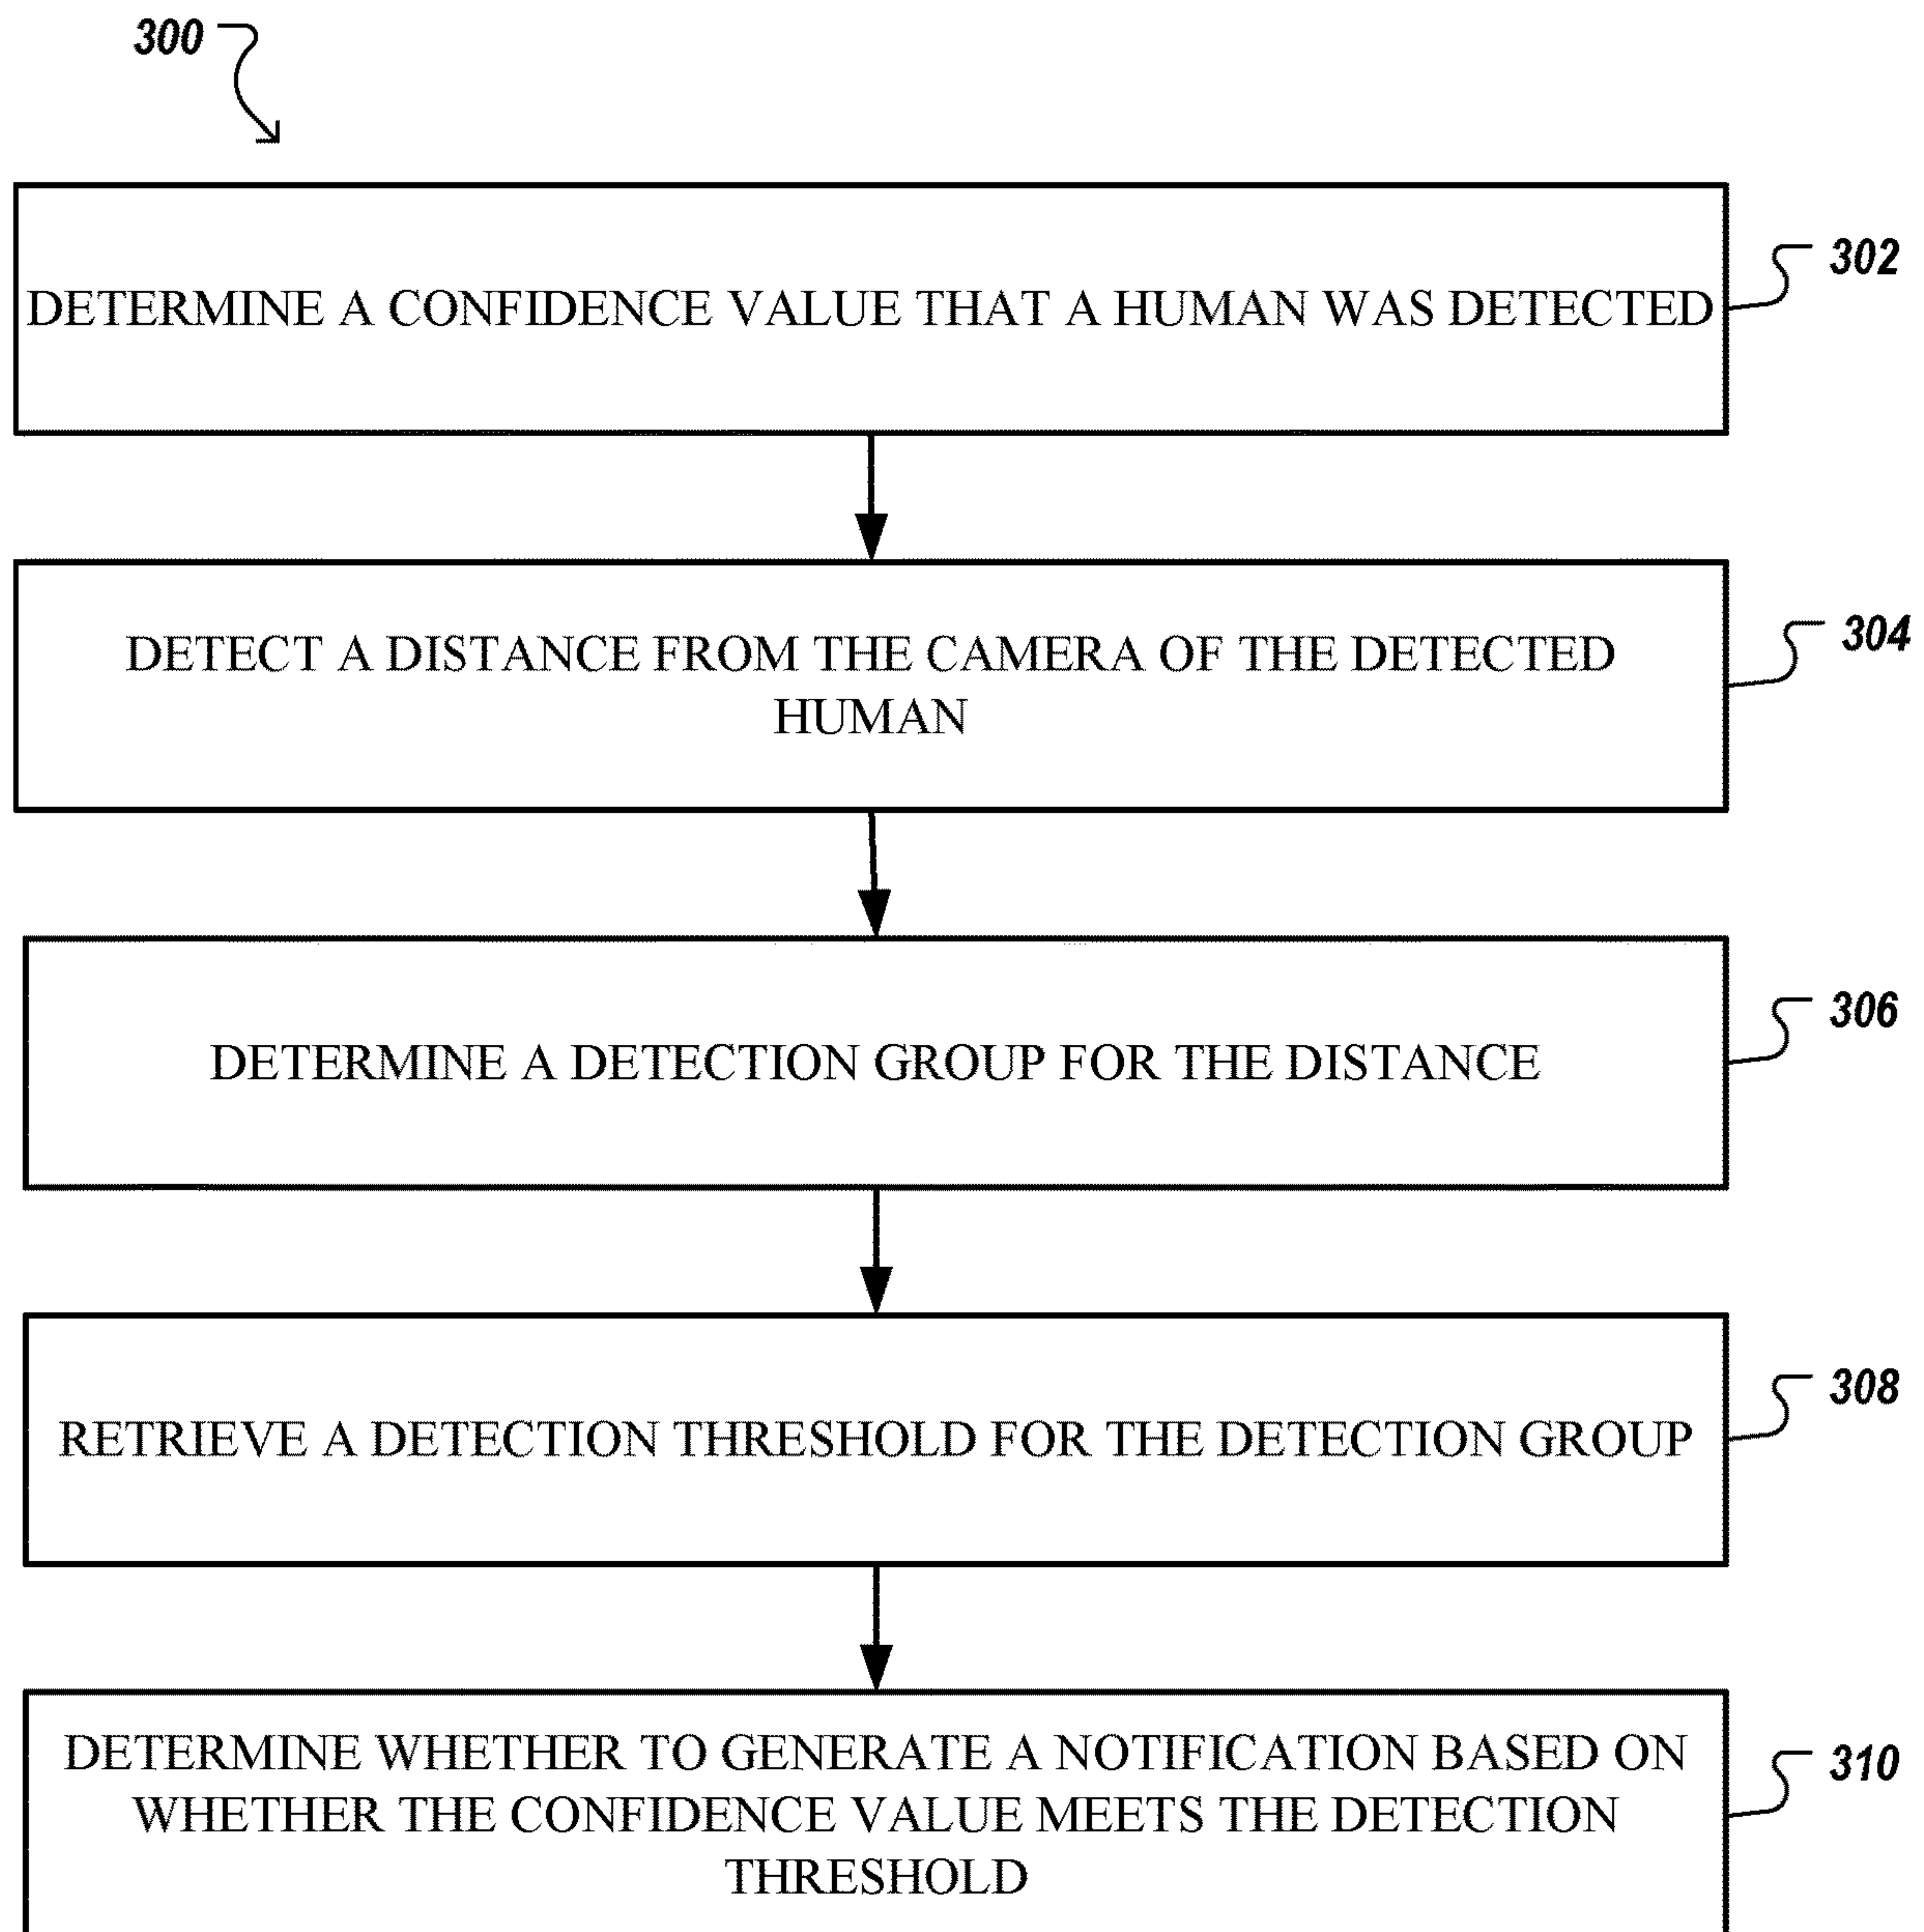 300
DETERMINE A CONFIDENCE VALUE THAT A HUMAN WAS DETECTED
302
DETECT A DISTANCE FROM THE CAMERA OF THE DETECTED
HUMAN
304
DETERMINE A DETECTION GROUP FOR THE DISTANCE
306
RETRIEVE A DETECTION THRESHOLD FOR THE DETECTION GROUP
308
DETERMINE WHETHER TO GENERATE A NOTIFICATION BASED ON
WHETHER THE CONFIDENCE VALUE MEETS THE DETECTION
THRESHOLD
310